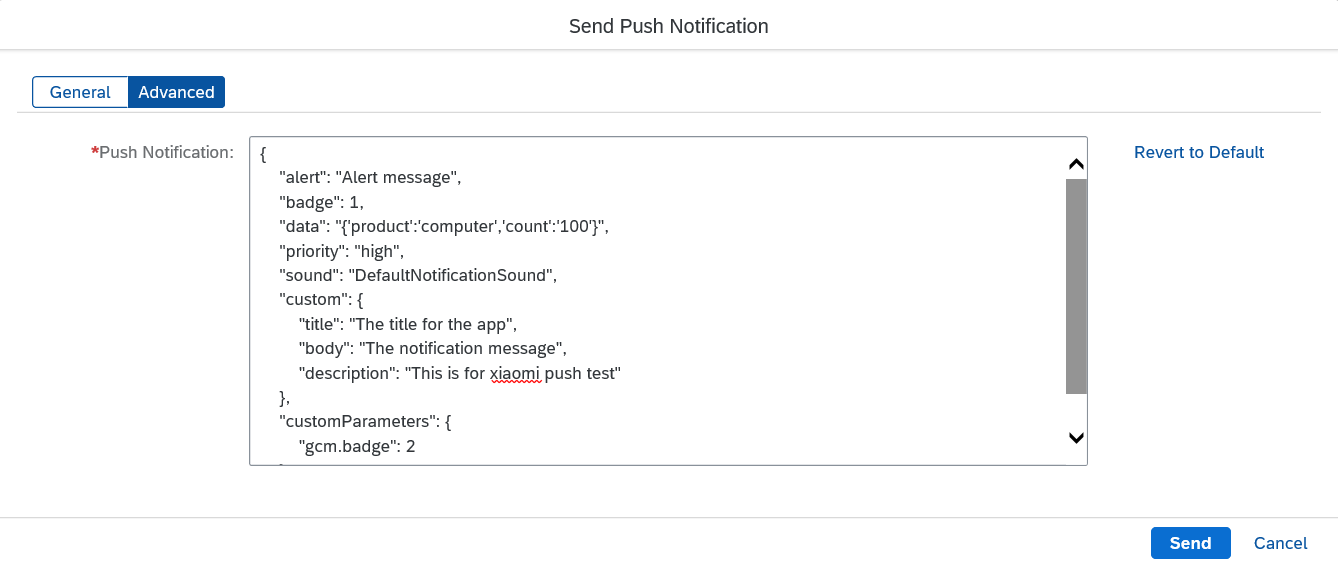 Send Push Notification
General Advanced
*Push Notification:
{
"alert": "Alert message",
"badge": 1,
"data": "{'product':'computer','count':'100'}",
"priority": "high",
"sound": "DefaultNotificationSound",
"custom": {
"title": "The title for the app",
"body": "The notification message",
"description": "This is for xiaomi push test"
},
"customParameters": {
"gcm.badge": 2
Revert to Default
Send Cancel